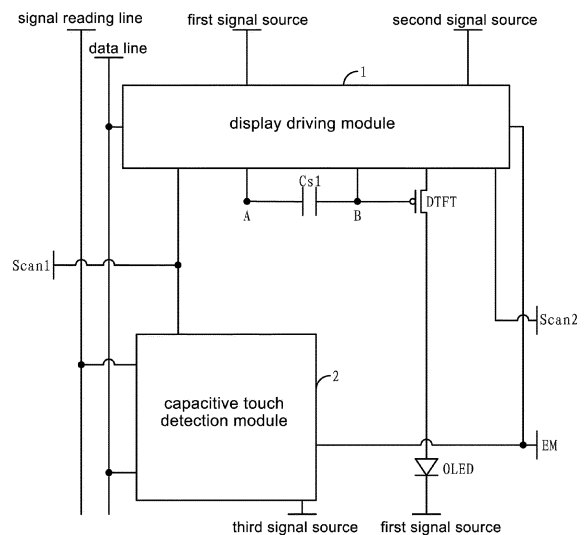 signal reading line
first signal source
second signal source
data line
1
display driving module
Cs1
A
B
DTFT
Scan1
Scan2
2
capacitive touch
detection module
EM
OLED
third signal source
first signal source